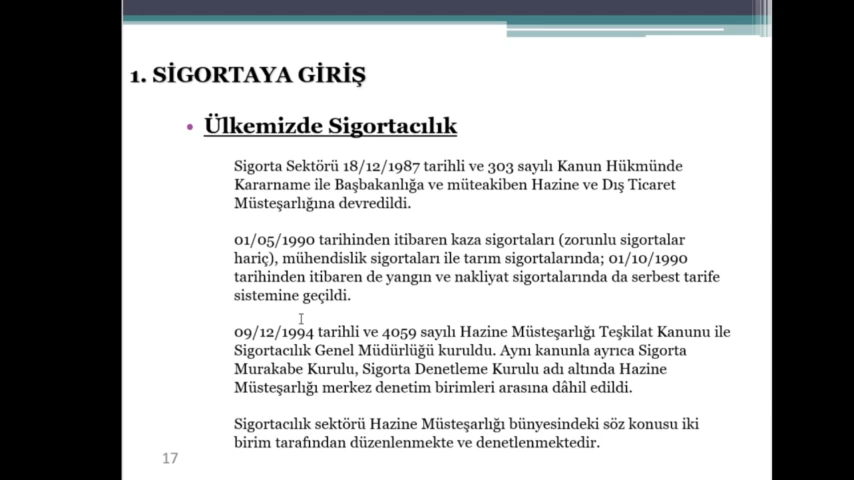 1. SİGORTAYA GİRİŞ
• Ülkemizde Sigortacılık
Sigorta Sektörü 18/12/1987 tarihli ve 303 sayılı Kanun Hükmünde
Kararname ile Başbakanlığa ve müteakiben Hazine ve Dış Ticaret
Müsteşarlığına devredildi.
01/05/1990 tarihinden itibaren kaza sigortaları (zorunlu sigortalar
hariç), mühendislik sigortaları ile tarım sigortalarında; 01/10/1990
tarihinden itibaren de yangın ve nakliyat sigortalarında da serbest tarife
sistemine geçildi.
09/12/1994 tarihli ve 4059 sayılı Hazine Müsteşarlığı Teşkilat Kanunu ile
Sigortacılık Genel Müdürlüğü kuruldu. Aynı kanunla ayrıca Sigorta
Murakabe Kurulu, Sigorta Denetleme Kurulu adı altında Hazine
Müsteşarlığı merkez denetim birimleri arasına dâhil edildi.
Sigortacılık sektörü Hazine Müsteşarlığı bünyesindeki söz konusu iki
birim tarafından düzenlenmekte ve denetlenmektedir.
17